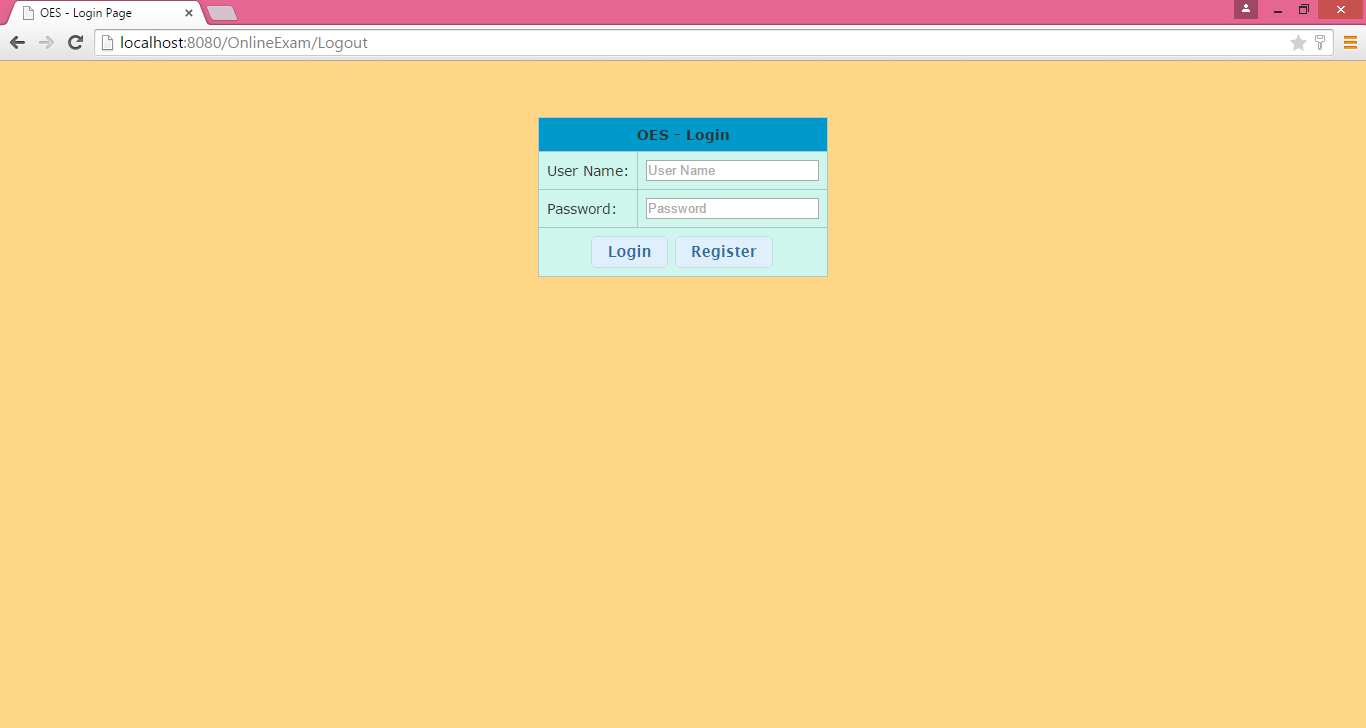 OES - Login Page
localhost:8080/OnlineExam/Logout
OES - Login
User Name: User Name
Password: Password
Login Register